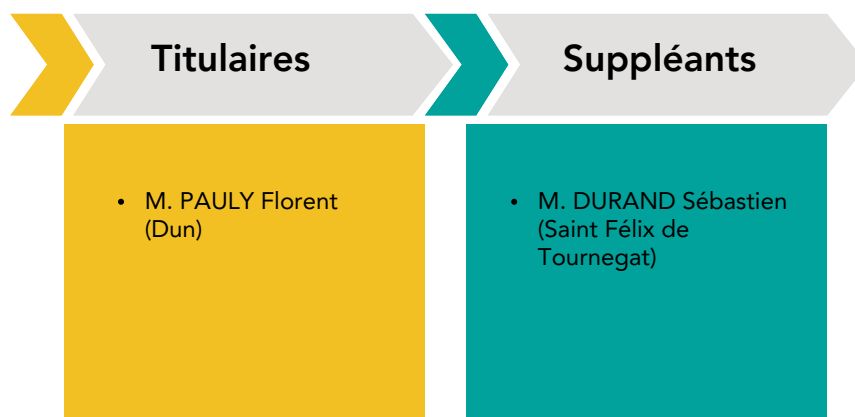 Titulaires
Suppléants
• M. PAULY Florent
(Dun)
• M. DURAND Sébastien
(Saint Félix de
Tournegat)